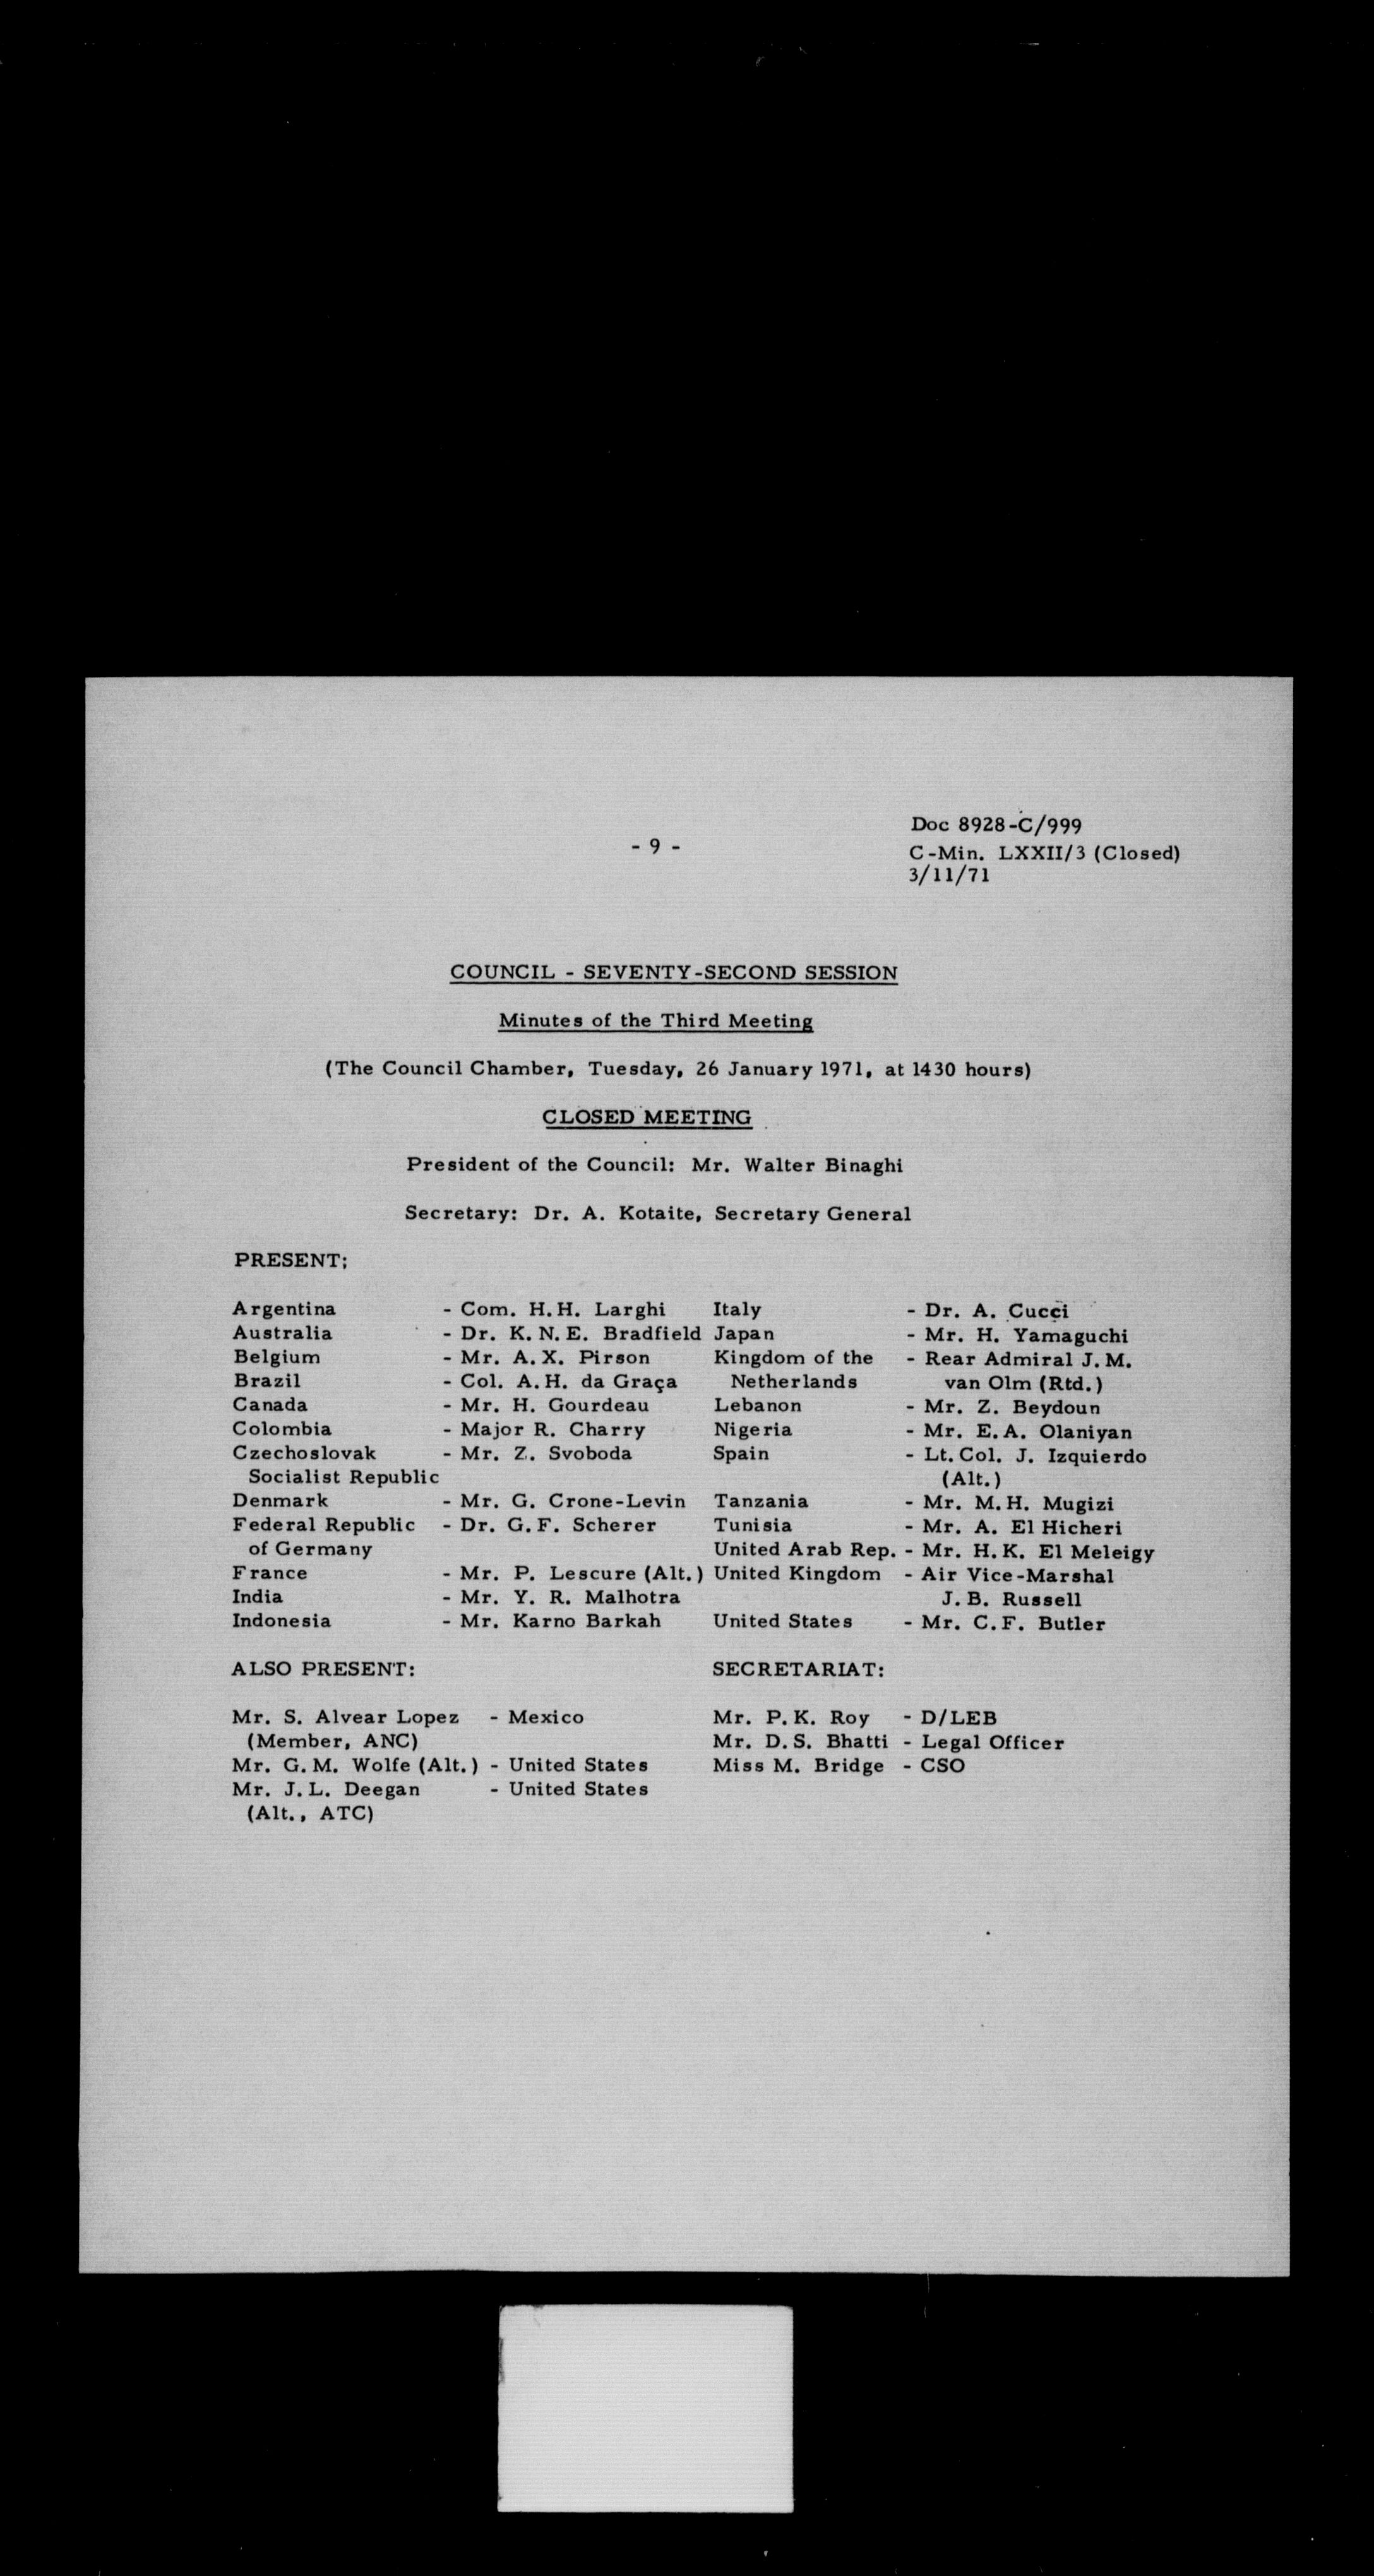 Doc 8928-C/999
- 9 -
C-Min. LXXII/3 (Closed)
3/11/71
COUNCIL - SEVENTY-SECOND SESSION
Minutes of the Third Meeting
(The Council Chamber, Tuesday, 26 January 1971, at 1430 hours)
CLOSED MEETING
President of the Council: Mr. Walter Binaghi
Secretary: Dr. A. Kotaite, Secretary General
PRESENT;
Argentina - Com. H.H. Larghi
Australia - Dr. K.N.E. Bradfield
Belgium - Mr. A.X. Pirson
Brazil - Col. A.H. da Graça
Canada - Mr. H. Gourdeau
Colombia - Major R. Charry
Czechoslovak - Mr. Z. Svoboda
Socialist Republic
Denmark - Mr. G. Crone-Levin
Federal Republic - Dr. G.F. Scherer
of Germany
France - Mr. P. Lescure (Alt.)
India - Mr. Y. R. Malhotra
Indonesia - Mr. Karno Barkah
Italy - Dr. A. Cucci
Japan - Mr. H. Yamaguchi
Kingdom of the - Rear Admiral J.M.
Netherlands van Olm (Rtd.)
Lebanon - Mr. Z. Beydoun
Nigeria - Mr. E.A. Olaniyan
Spain - Lt. Col. J. Izquierdo
(Alt.)
Tanzania - Mr. M.H. Mugizi
Tunisia - Mr. A. El Hicheri
United Arab Rep. - Mr. H.K. El Meleigy
United Kingdom - Air Vice-Marshal
J.B. Russell
United States - Mr. C.F. Butler
ALSO PRESENT:
Mr. S. Alvear Lopez - Mexico
(Member, ANC)
Mr. G.M. Wolfe (Alt.) - United States
Mr. J.L. Deegan - United States
(Alt., ATC)
SECRETARIAT:
Mr. P.K. Roy - D/LEB
Mr. D.S. Bhatti - Legal Officer
Miss M. Bridge - CSO